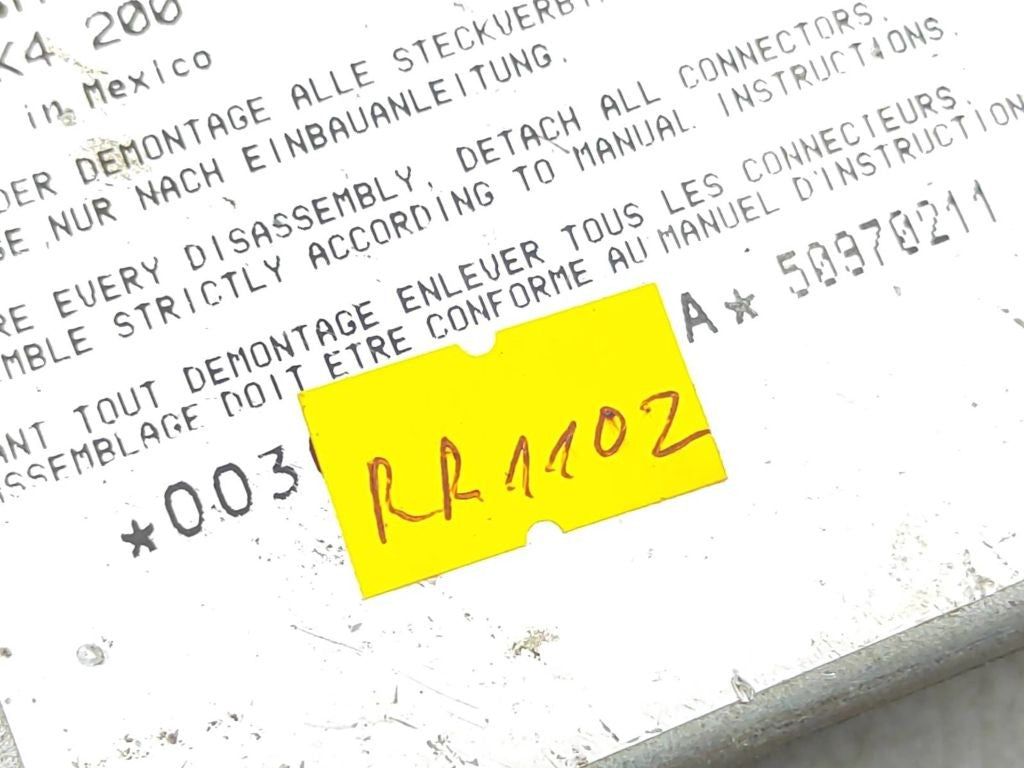 K4 200
in Mexico
DER DEMONTAGE ALLE STECKVERB
GE NUR NACH EINBAUANLEITUNG.
RE EVERY DISASSEMBLY, DETACH ALL CONNECTORS.
MBLE STRICTLY ACCORDING TO MANUAL INSTRUCTIONS.
ANT TOUT DEMONTAGE ENLEVER TOUS LES CONNECTEURS.
SSEMBLAGE DOIT ETRE CONFORME AU MANUEL D'INSTRUCTION
*003 A* 50970211
RR1102